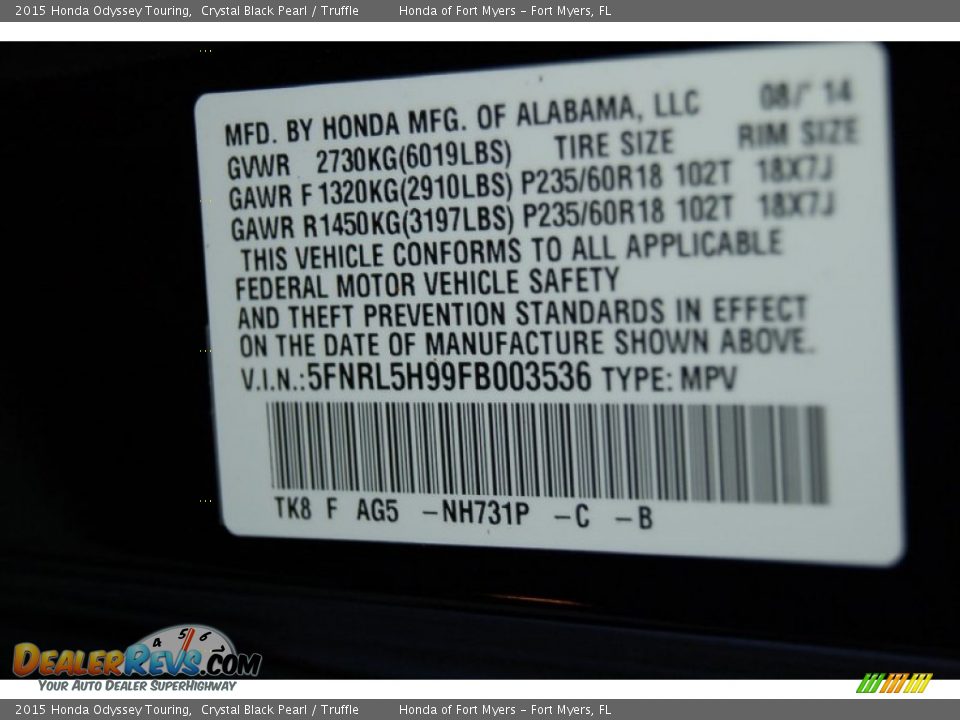 2015 Honda Odyssey Touring, Crystal Black Pearl / Truffle Honda of Fort Myers – Fort Myers, FL
MFD. BY HONDA MFG. OF ALABAMA, LLC 08/ 14
GVWR 2730KG(6019LBS) TIRE SIZE RIM SIZE
GAWR F 1320KG(2910LBS) P235/60R18 102T 18X7J
GAWR R1450KG(3197LBS) P235/60R18 102T 18X7J
THIS VEHICLE CONFORMS TO ALL APPLICABLE
FEDERAL MOTOR VEHICLE SAFETY
AND THEFT PREVENTION STANDARDS IN EFFECT
ON THE DATE OF MANUFACTURE SHOWN ABOVE.
V.I.N.:5FNRL5H99FB003536 TYPE: MPV
TK8 F AG5 –NH731P –C –B
4 5 6
DEALERREVS.COM
YOUR AUTO DEALER SUPERHIGHWAY
2015 Honda Odyssey Touring, Crystal Black Pearl / Truffle Honda of Fort Myers – Fort Myers, FL